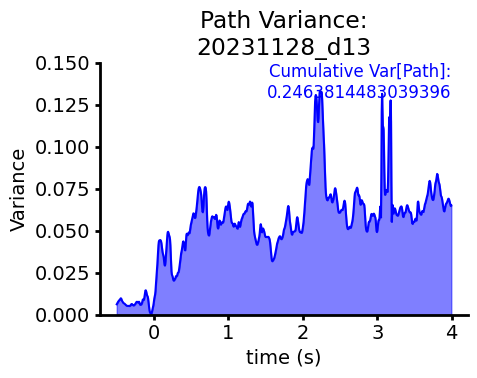 Path Variance:
20231128_d13
Cumulative Var[Path]:
0.2463814483039396
0.150
0.125
0.100
0.075
0.050
0.025
0.000
Variance
0
1
2
3
4
time (s)